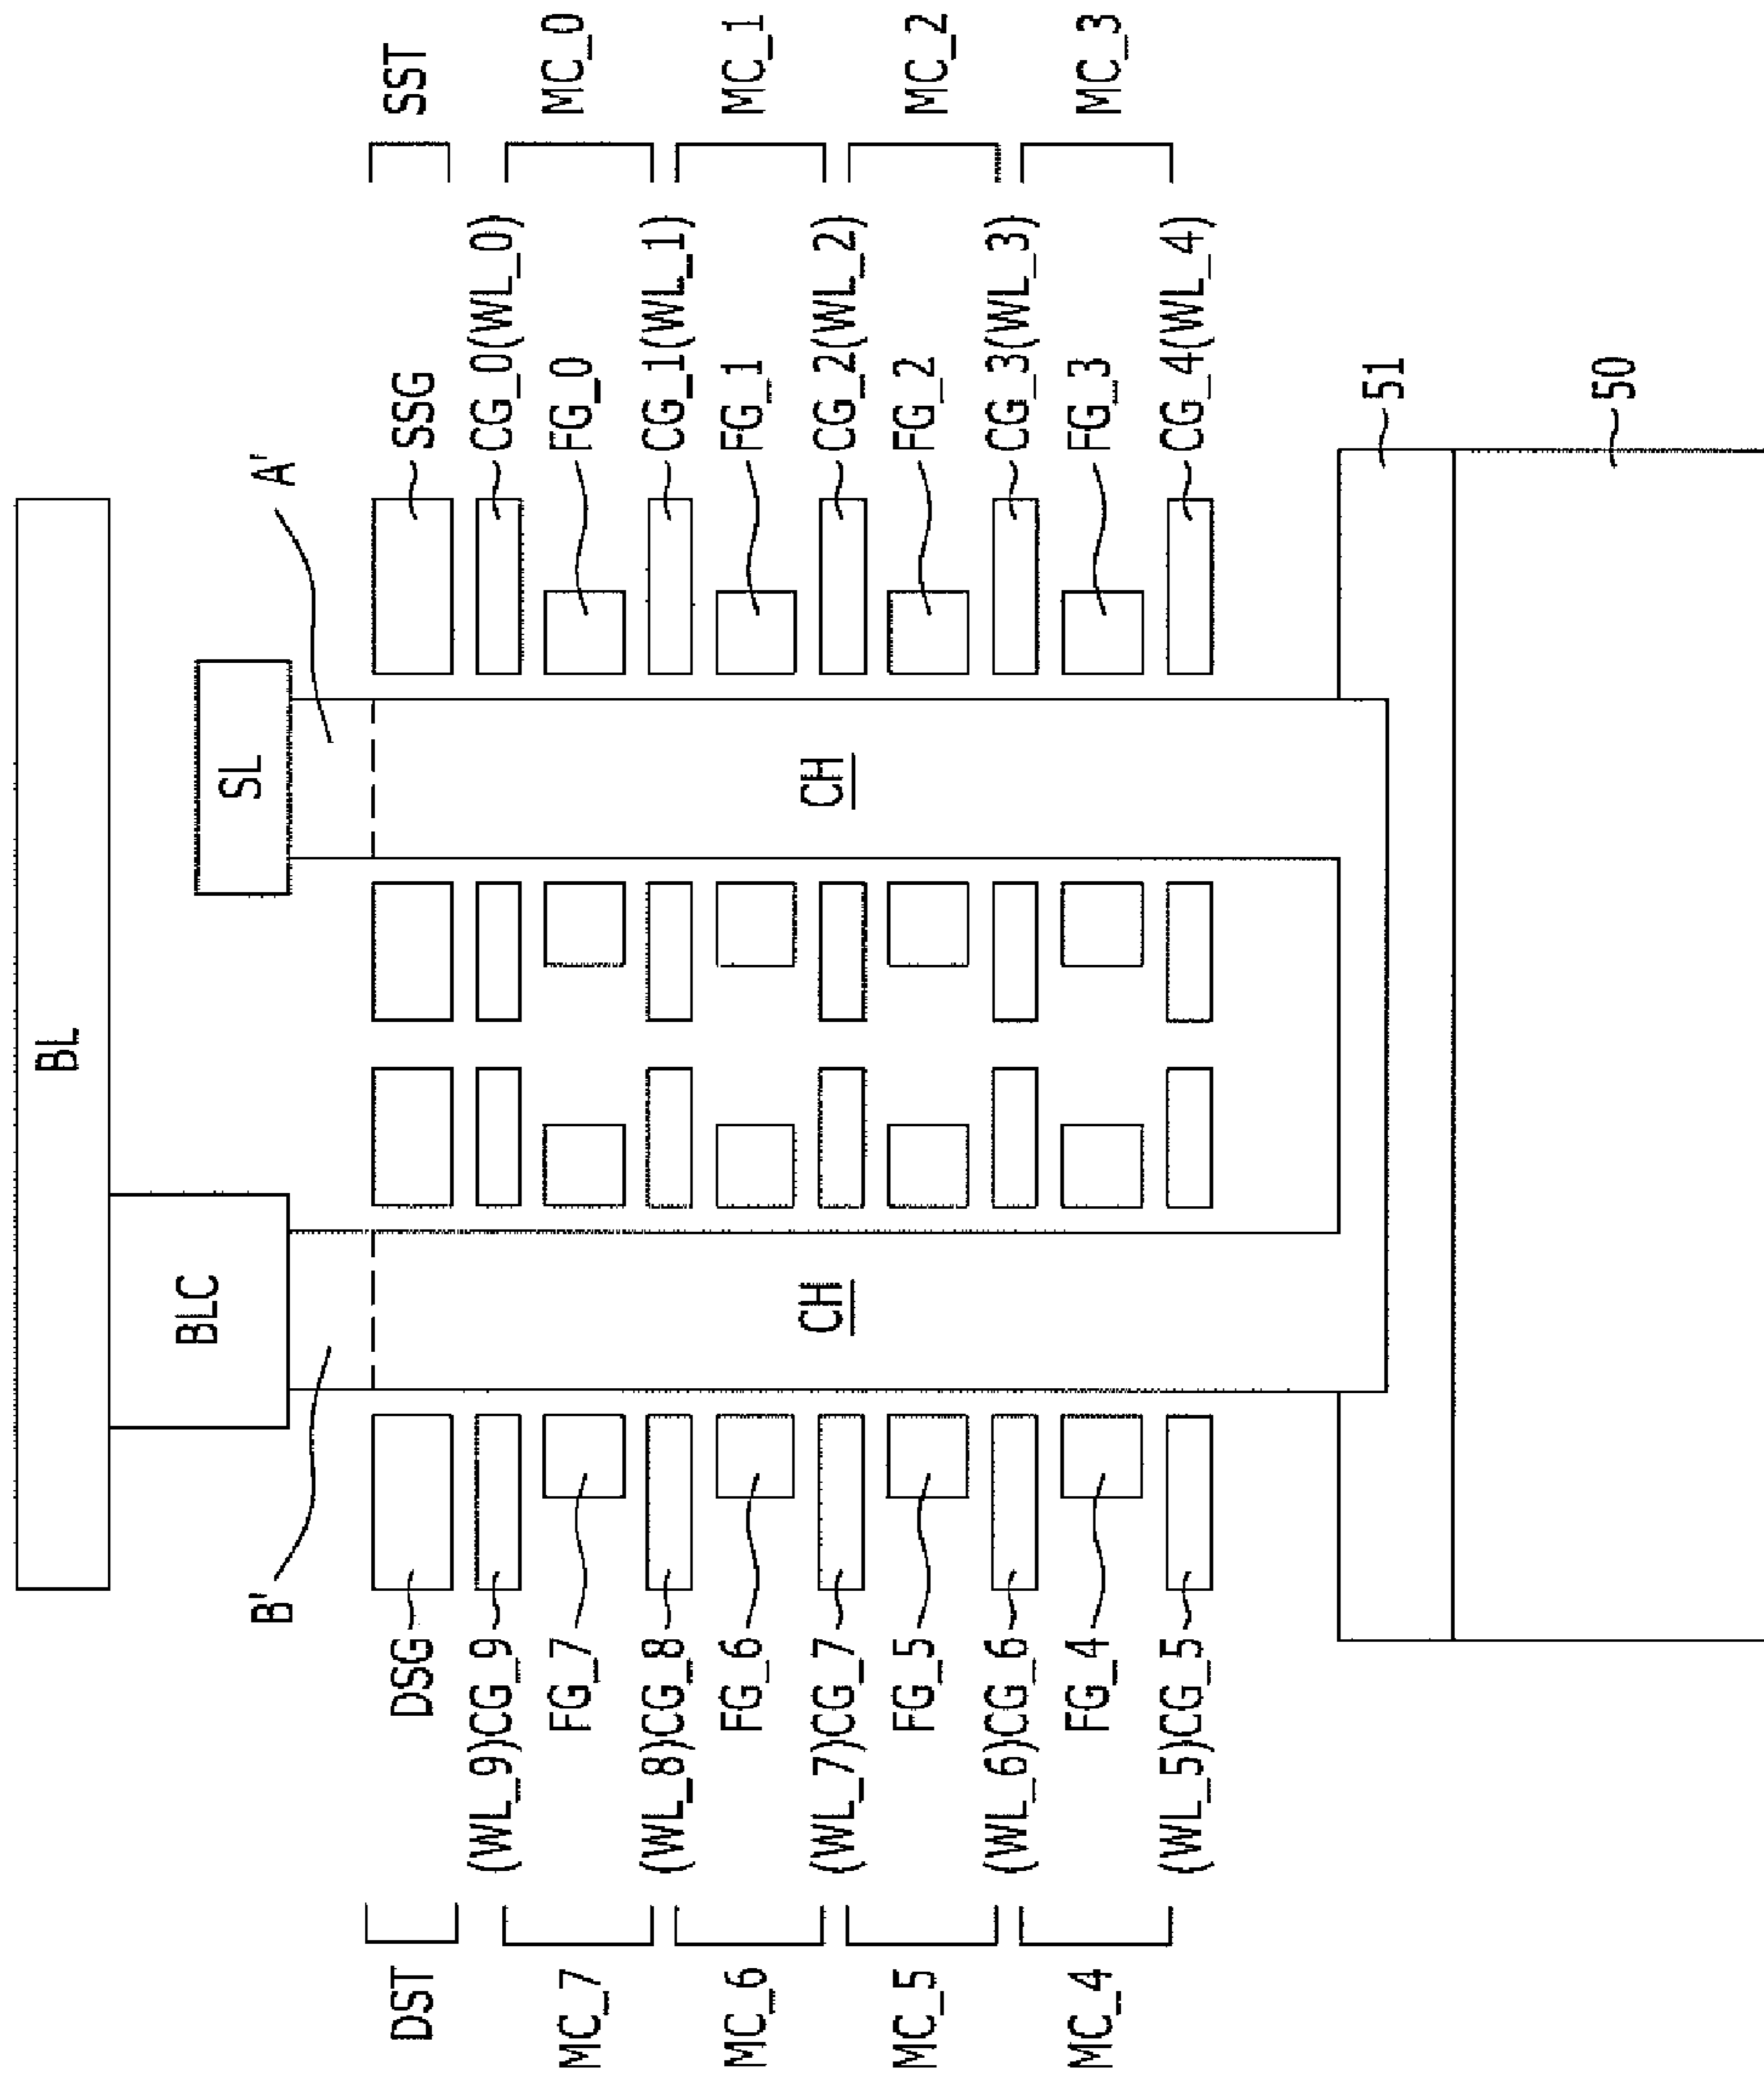 BL
BLC
SL
B'
A'
DST
DSG
SSG
SST
(WL_9)CG_9
CG_0(WL_0)
MC_7
FG_7
FG_0
MC_0
(WL_8)CG_8
CG_1(WL_1)
MC_6
FG_6
FG_1
MC_1
(WL_7)CG_7
CH
CH
CG_2(WL_2)
MC_5
FG_5
FG_2
MC_2
(WL_6)CG_6
CG_3(WL_3)
MC_4
FG_4
FG_3
MC_3
(WL_5)CG_5
CG_4(WL_4)
51
50